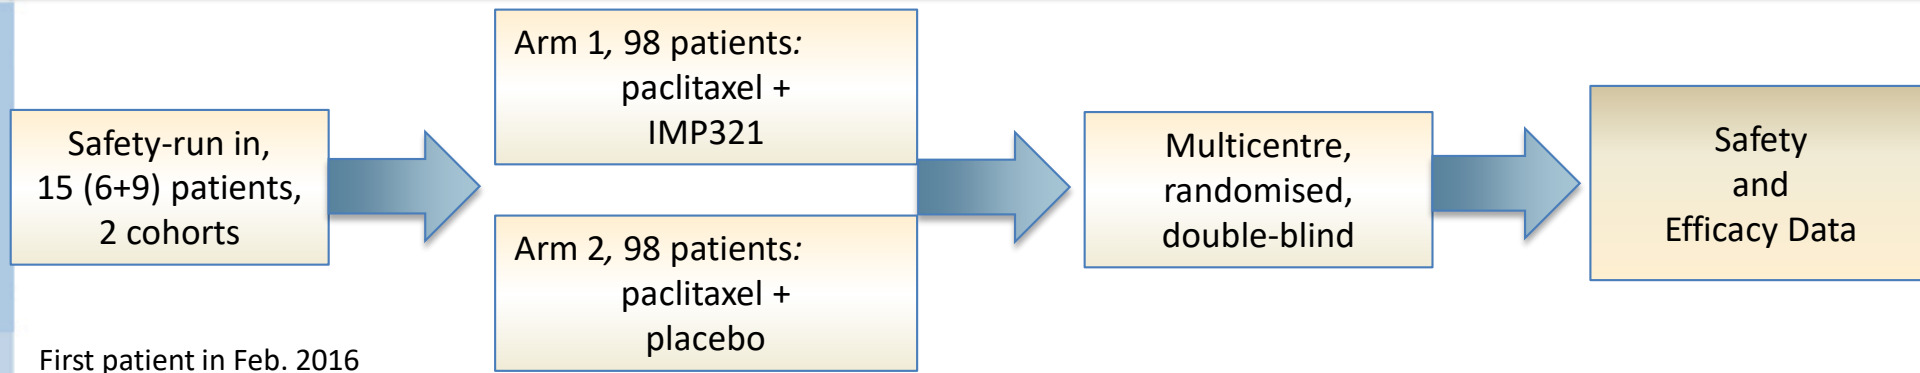 Safety-run in,
15 (6+9) patients,
2 cohorts
First patient in Feb. 2016
Arm 1, 98 patients:
paclitaxel +
IMP321
Arm 2, 98 patients:
paclitaxel +
placebo
Multicentre,
randomised,
double-blind
Safety
and
Efficacy Data